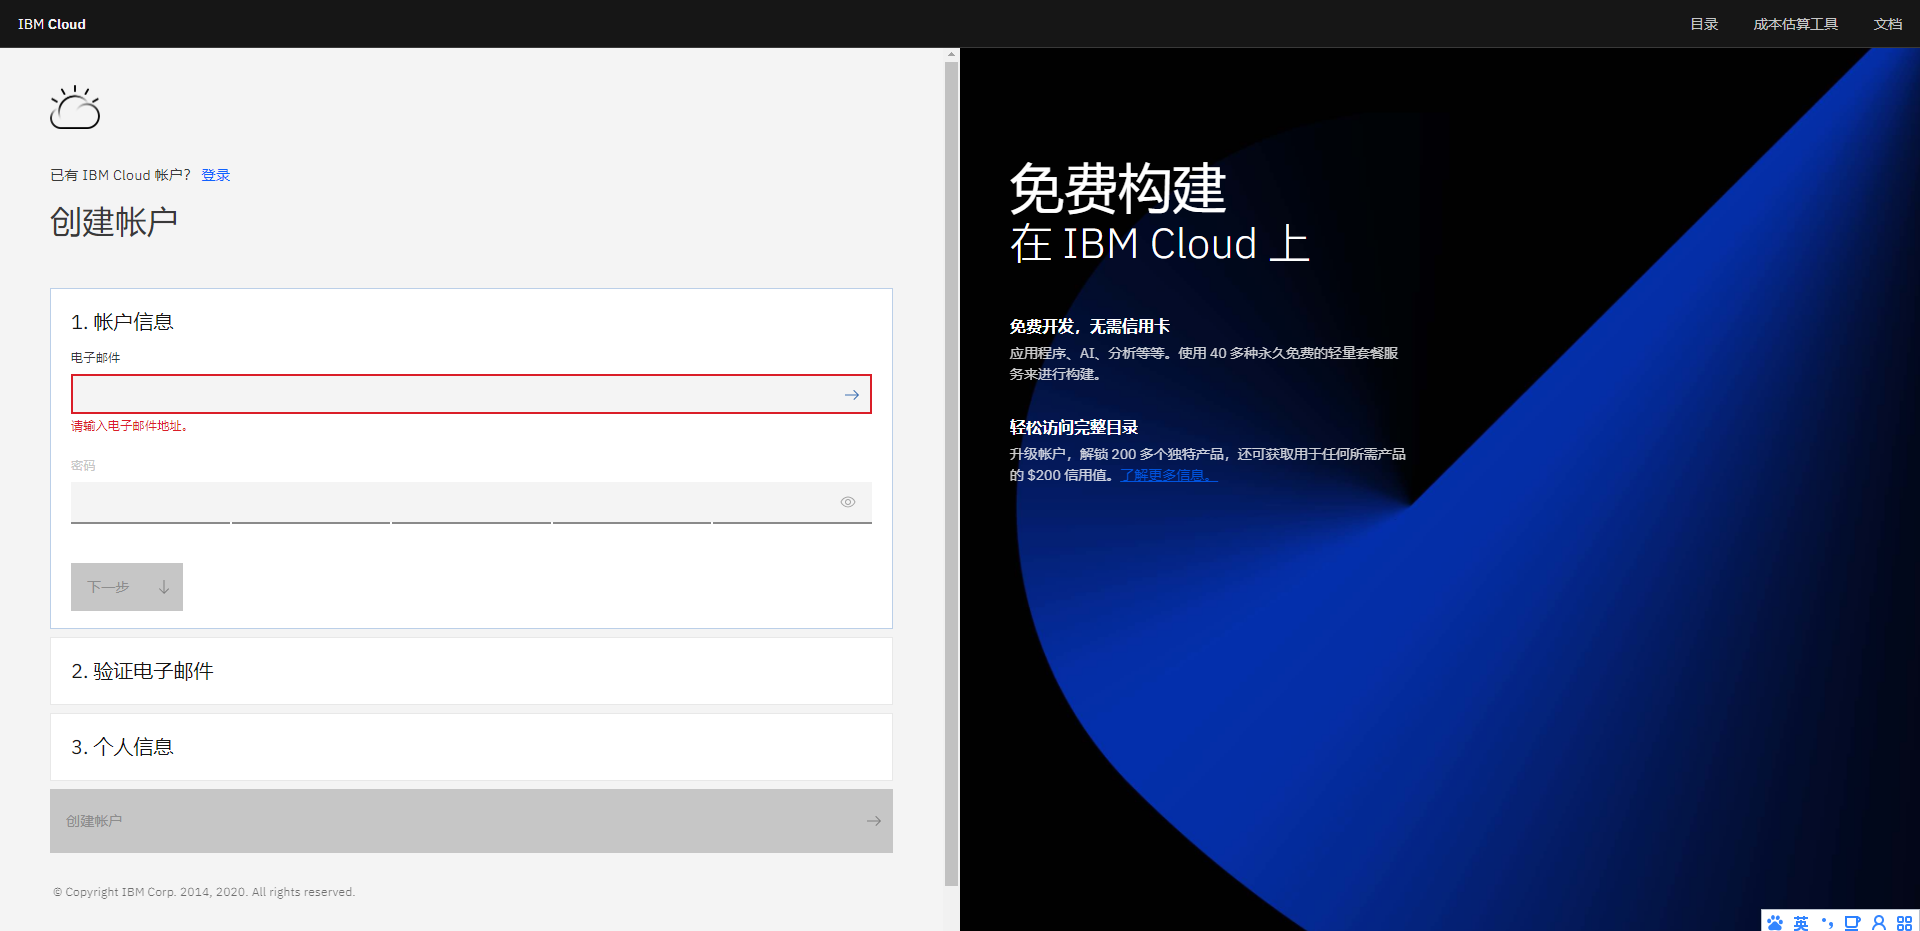 IBM Cloud
目录 成本估算工具 文档
已有 IBM Cloud 帐户? 登录
创建帐户
1. 帐户信息
电子邮件
请输入电子邮件地址。
密码
下一步
2. 验证电子邮件
3. 个人信息
创建帐户
© Copyright IBM Corp. 2014, 2020. All rights reserved.
免费构建
在 IBM Cloud 上
免费开发，无需信用卡
应用程序、AI、分析等等。使用 40 多种永久免费的轻量套餐服
务来进行构建。
轻松访问完整目录
升级帐户，解锁 200 多个独特产品，还可获取用于任何所需产品
的 $200 信用值。了解更多信息。
英